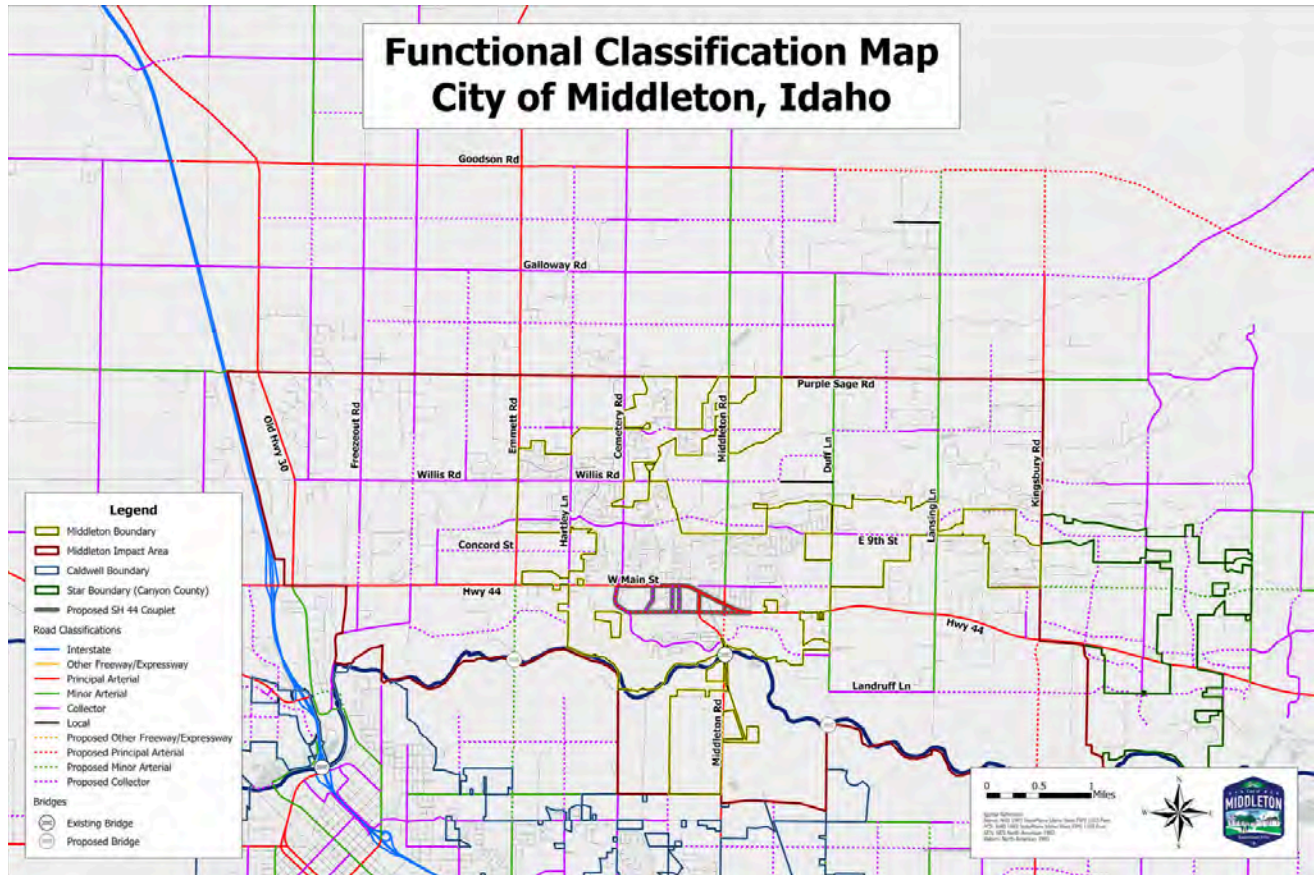 Functional Classification Map
City of Middleton, Idaho
Goodson Rd
Galloway Rd
Purple Sage Rd
Old Hwy 30
Freezeout Rd
Emmett Rd
Cemetery Rd
Middleton Rd
Duff Ln
Kingsbury Rd
Willis Rd
Willis Rd
Hartley Ln
Lansing Ln
Concord St
E 9th St
W Main St
Hwy 44
Hwy 44
Landruff Ln
Middleton Rd
Legend
Middleton Boundary
Middleton Impact Area
Caldwell Boundary
Star Boundary (Canyon County)
Proposed SH 44 Couplet
Road Classifications
Interstate
Other Freeway/Expressway
Principal Arterial
Minor Arterial
Collector
Local
Proposed Other Freeway/Expressway
Proposed Principal Arterial
Proposed Minor Arterial
Proposed Collector
Bridges
Existing Bridge
Proposed Bridge
0 0.5 1
Miles
N
W E
S
MIDDLETON